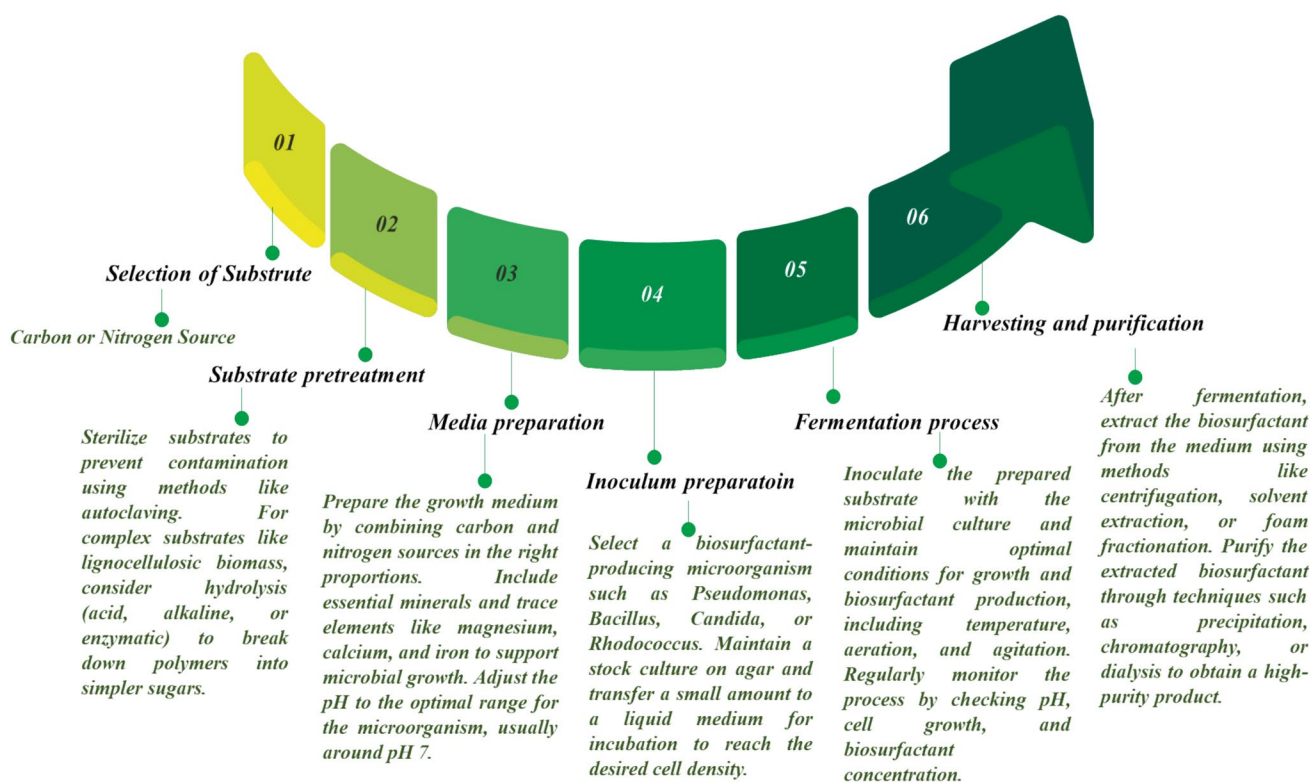 01
Selection of Substrute
Carbon or Nitrogen Source
02
Substrate pretreatment
Sterilize substrates to
prevent contamination
using methods like
autoclaving. For
complex substrates like
lignocellulosic biomass,
consider hydrolysis
(acid, alkaline, or
enzymatic) to break
down polymers into
simpler sugars.
03
Media preparation
Prepare the growth medium
by combining carbon and
nitrogen sources in the right
proportions. Include
essential minerals and trace
elements like magnesium,
calcium, and iron to support
microbial growth. Adjust the
pH to the optimal range for
the microorganism, usually
around pH 7.
04
Inoculum preparatoin
Select a biosurfactant-
producing microorganism
such as Pseudomonas,
Bacillus, Candida, or
Rhodococcus. Maintain a
stock culture on agar and
transfer a small amount to
a liquid medium for
incubation to reach the
desired cell density.
05
Fermentation process
Inoculate the prepared
substrate with the
microbial culture and
maintain optimal
conditions for growth and
biosurfactant production,
including temperature,
aeration, and agitation.
Regularly monitor the
process by checking pH,
cell growth, and
biosurfactant
concentration.
06
Harvesting and purification
After fermentation,
extract the biosurfactant
from the medium using
methods like
centrifugation, solvent
extraction, or foam
fractionation. Purify the
extracted biosurfactant
through techniques such
as precipitation,
chromatography, or
dialysis to obtain a high-
purity product.